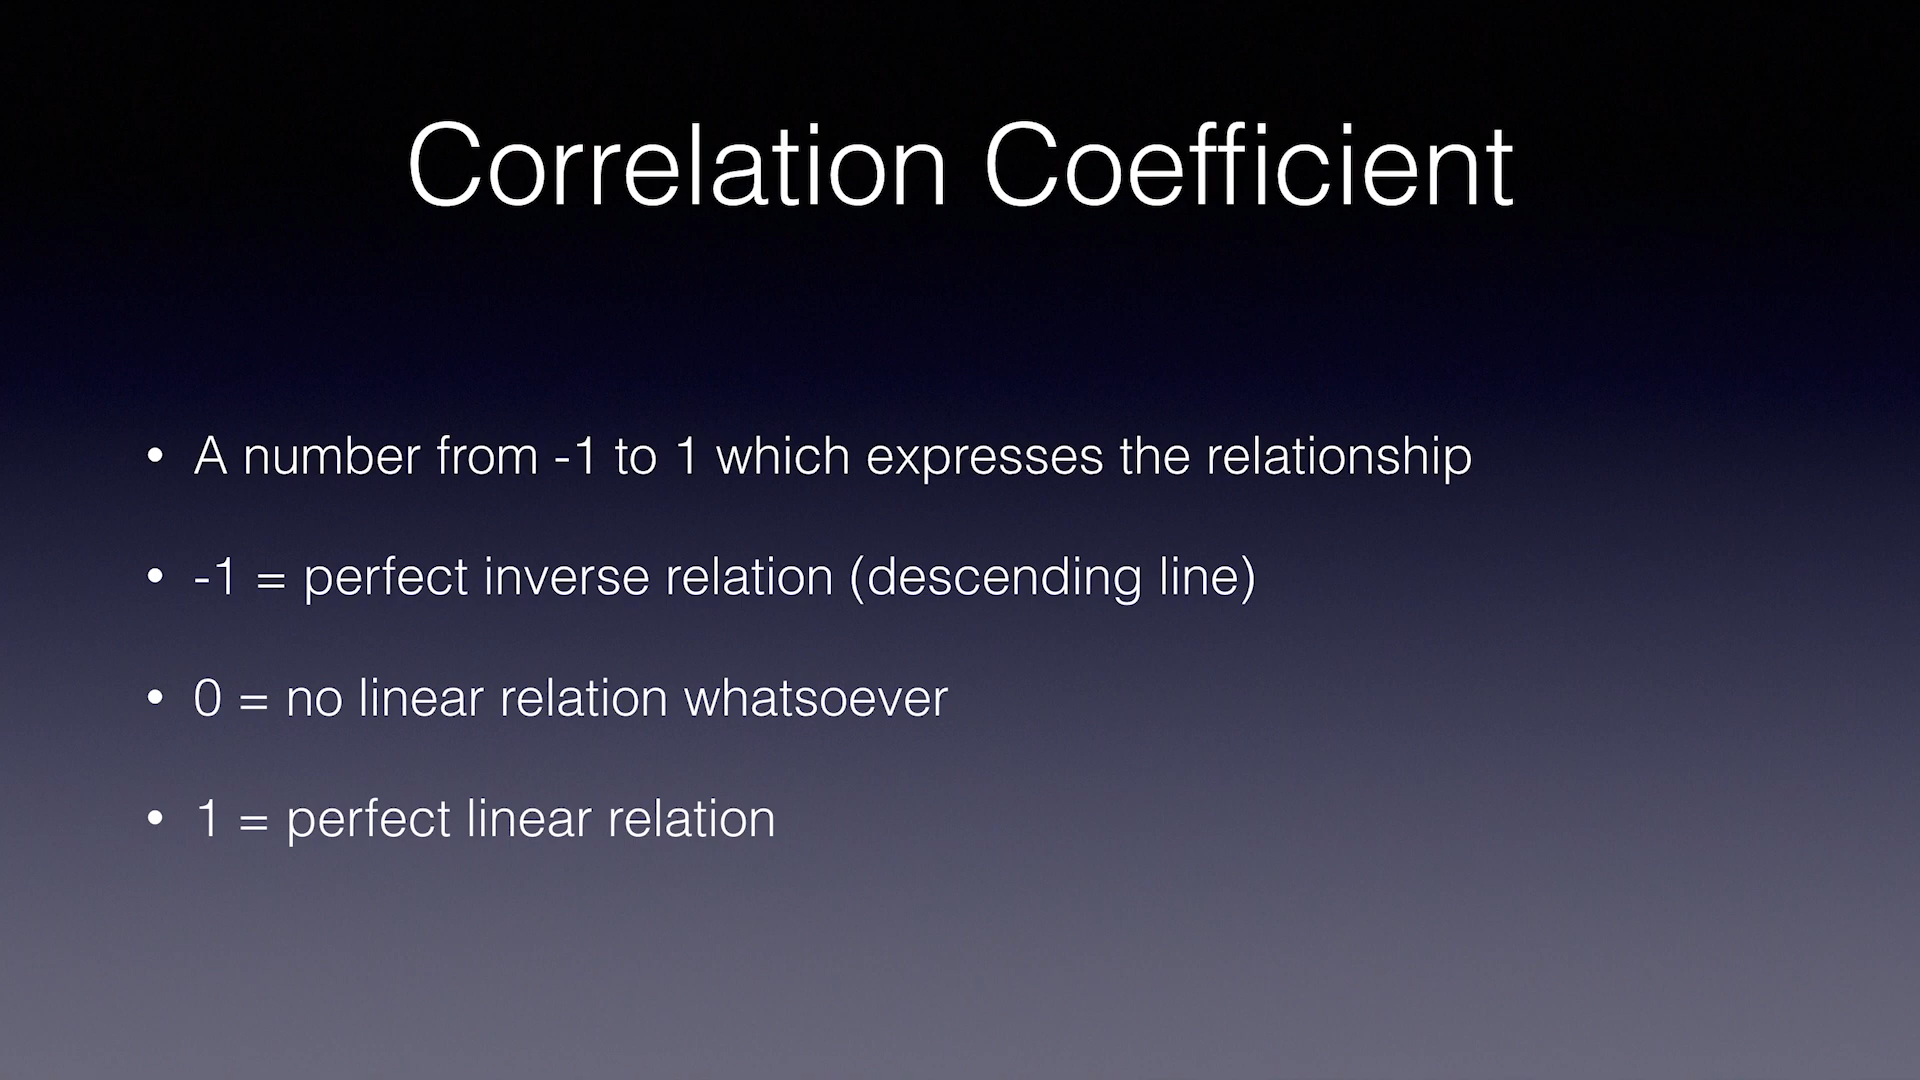 Correlation Coefficient
• A number from -1 to 1 which expresses the relationship
• -1 = perfect inverse relation (descending line)
• 0 = no linear relation whatsoever
• 1 = perfect linear relation